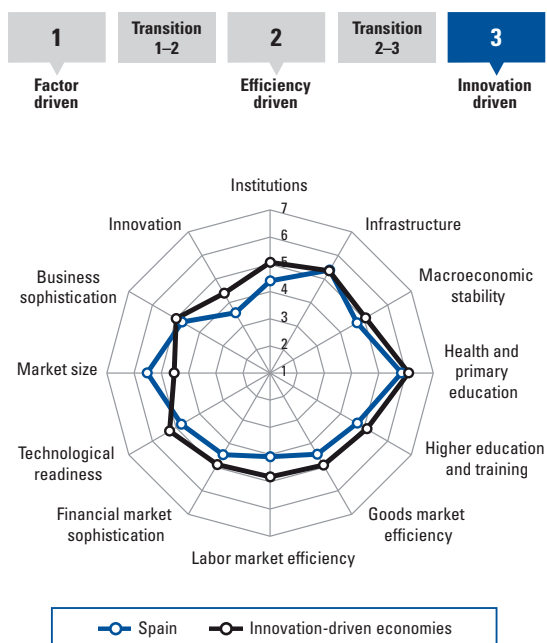 1
Transition
1–2
2
Transition
2–3
3
Factor
driven
Efficiency
driven
Innovation
driven
Institutions
7
6
5
4
3
2
1
Infrastructure
Macroeconomic
stability
Health and
primary
education
Higher education
and training
Goods market
efficiency
Labor market efficiency
Financial market
sophistication
Technological
readiness
Market size
Business
sophistication
Innovation
Spain
Innovation-driven economies